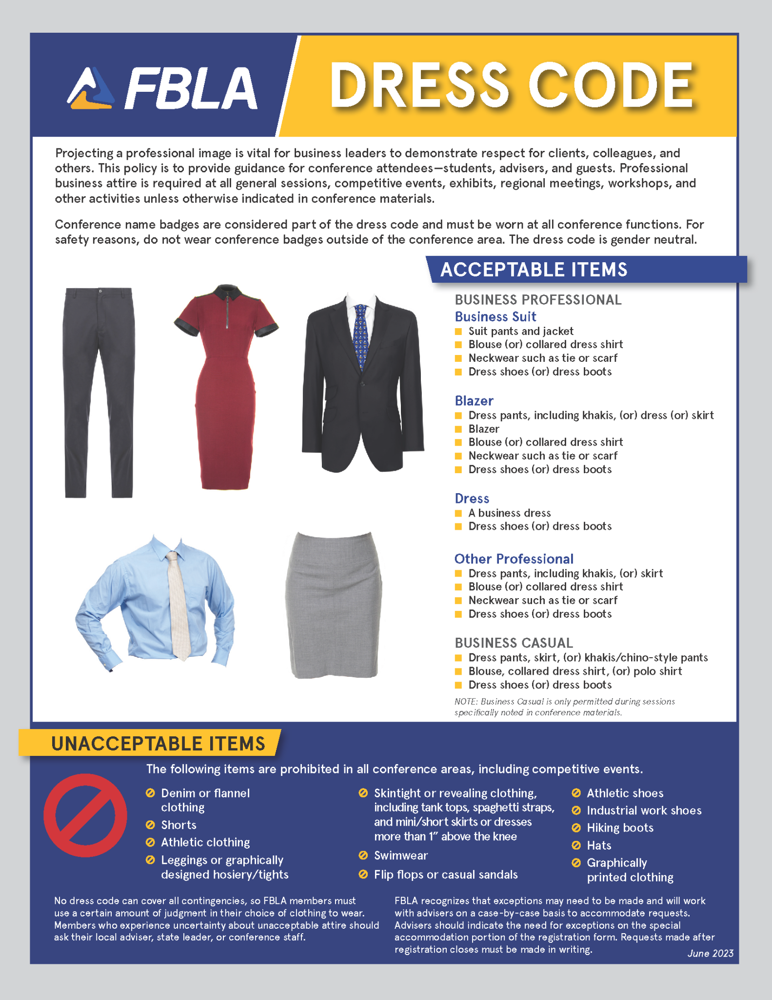 FBLA
DRESS CODE
Projecting a professional image is vital for business leaders to demonstrate respect for clients, colleagues, and
others. This policy is to provide guidance for conference attendees—students, advisers, and guests. Professional
business attire is required at all general sessions, competitive events, exhibits, regional meetings, workshops, and
other activities unless otherwise indicated in conference materials.
Conference name badges are considered part of the dress code and must be worn at all conference functions. For
safety reasons, do not wear conference badges outside of the conference area. The dress code is gender neutral.
ACCEPTABLE ITEMS
BUSINESS PROFESSIONAL
Business Suit
Suit pants and jacket
Blouse (or) collared dress shirt
Neckwear such as tie or scarf
Dress shoes (or) dress boots
Blazer
Dress pants, including khakis, (or) dress (or) skirt
Blazer
Blouse (or) collared dress shirt
Neckwear such as tie or scarf
Dress shoes (or) dress boots
Dress
A business dress
Dress shoes (or) dress boots
Other Professional
Dress pants, including khakis, (or) skirt
Blouse (or) collared dress shirt
Neckwear such as tie or scarf
Dress shoes (or) dress boots
BUSINESS CASUAL
Dress pants, skirt, (or) khakis/chino-style pants
Blouse, collared dress shirt, (or) polo shirt
Dress shoes (or) dress boots
NOTE: Business Casual is only permitted during sessions
specifically noted in conference materials.
UNACCEPTABLE ITEMS
The following items are prohibited in all conference areas, including competitive events.
Denim or flannel
clothing
Shorts
Athletic clothing
Leggings or graphically
designed hosiery/tights
Skintight or revealing clothing,
including tank tops, spaghetti straps,
and mini/short skirts or dresses
more than 1” above the knee
Swimwear
Flip flops or casual sandals
Athletic shoes
Industrial work shoes
Hiking boots
Hats
Graphically
printed clothing
No dress code can cover all contingencies, so FBLA members must
use a certain amount of judgment in their choice of clothing to wear.
Members who experience uncertainty about unacceptable attire should
ask their local adviser, state leader, or conference staff.
FBLA recognizes that exceptions may need to be made and will work
with advisers on a case-by-case basis to accommodate requests.
Advisers should indicate the need for exceptions on the special
accommodation portion of the registration form. Requests made after
registration closes must be made in writing.
June 2023